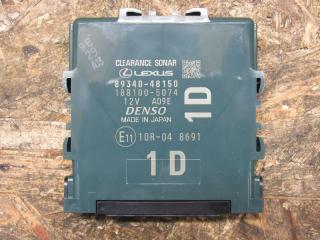 CLEARANCE SONAR
LEXUS
89340-48150
188100-5074
12V A09E
DENSO
MADE IN JAPAN
E11 10R-04 8691
1D
1D